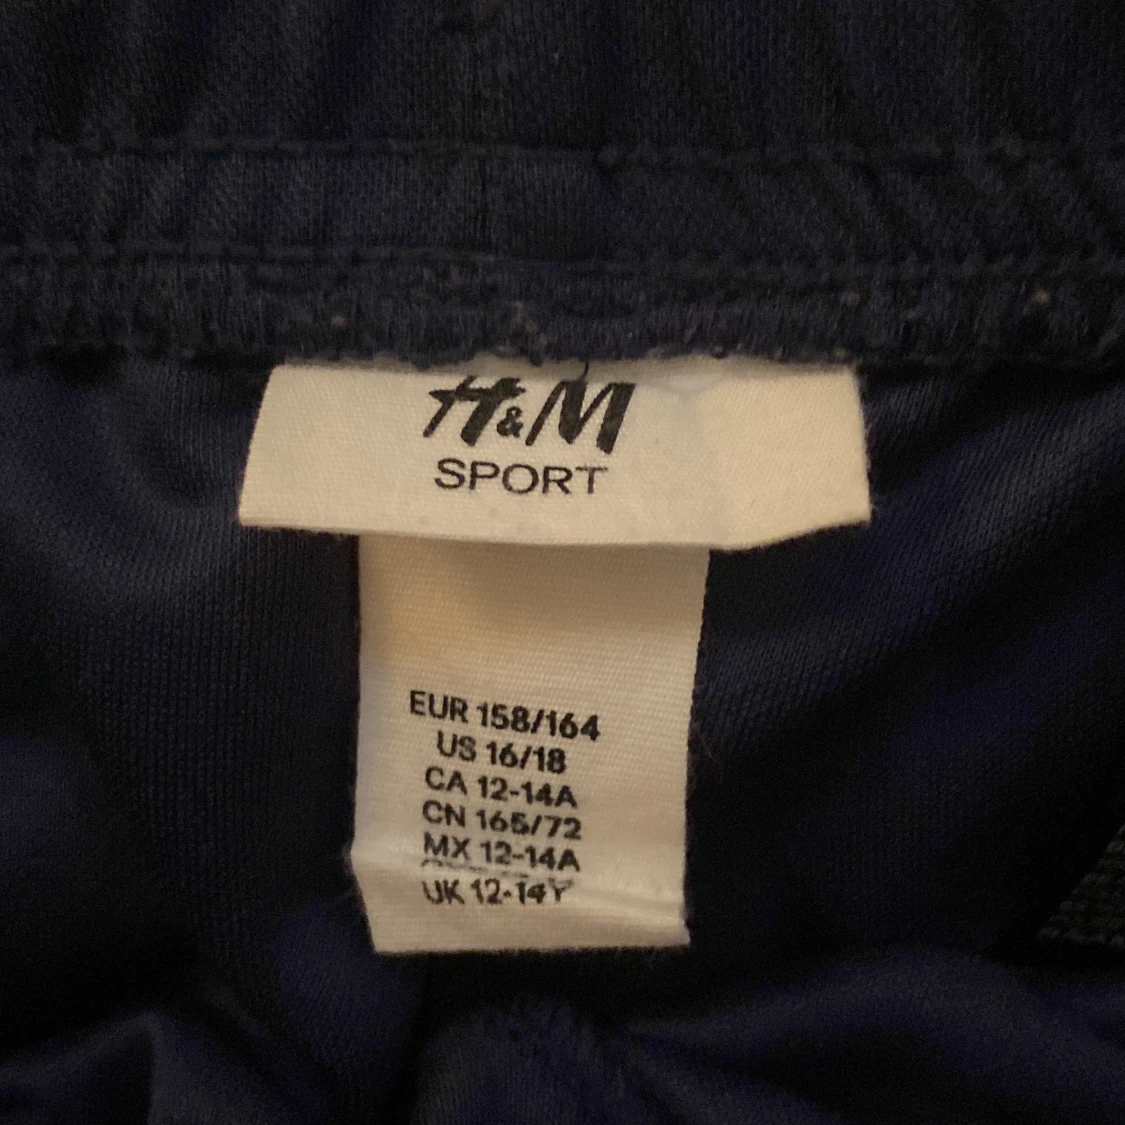 H&M
SPORT
EUR 158/164
US 16/18
CA 12-14A
CN 165/72
MX 12-14A
UK 12-14Y